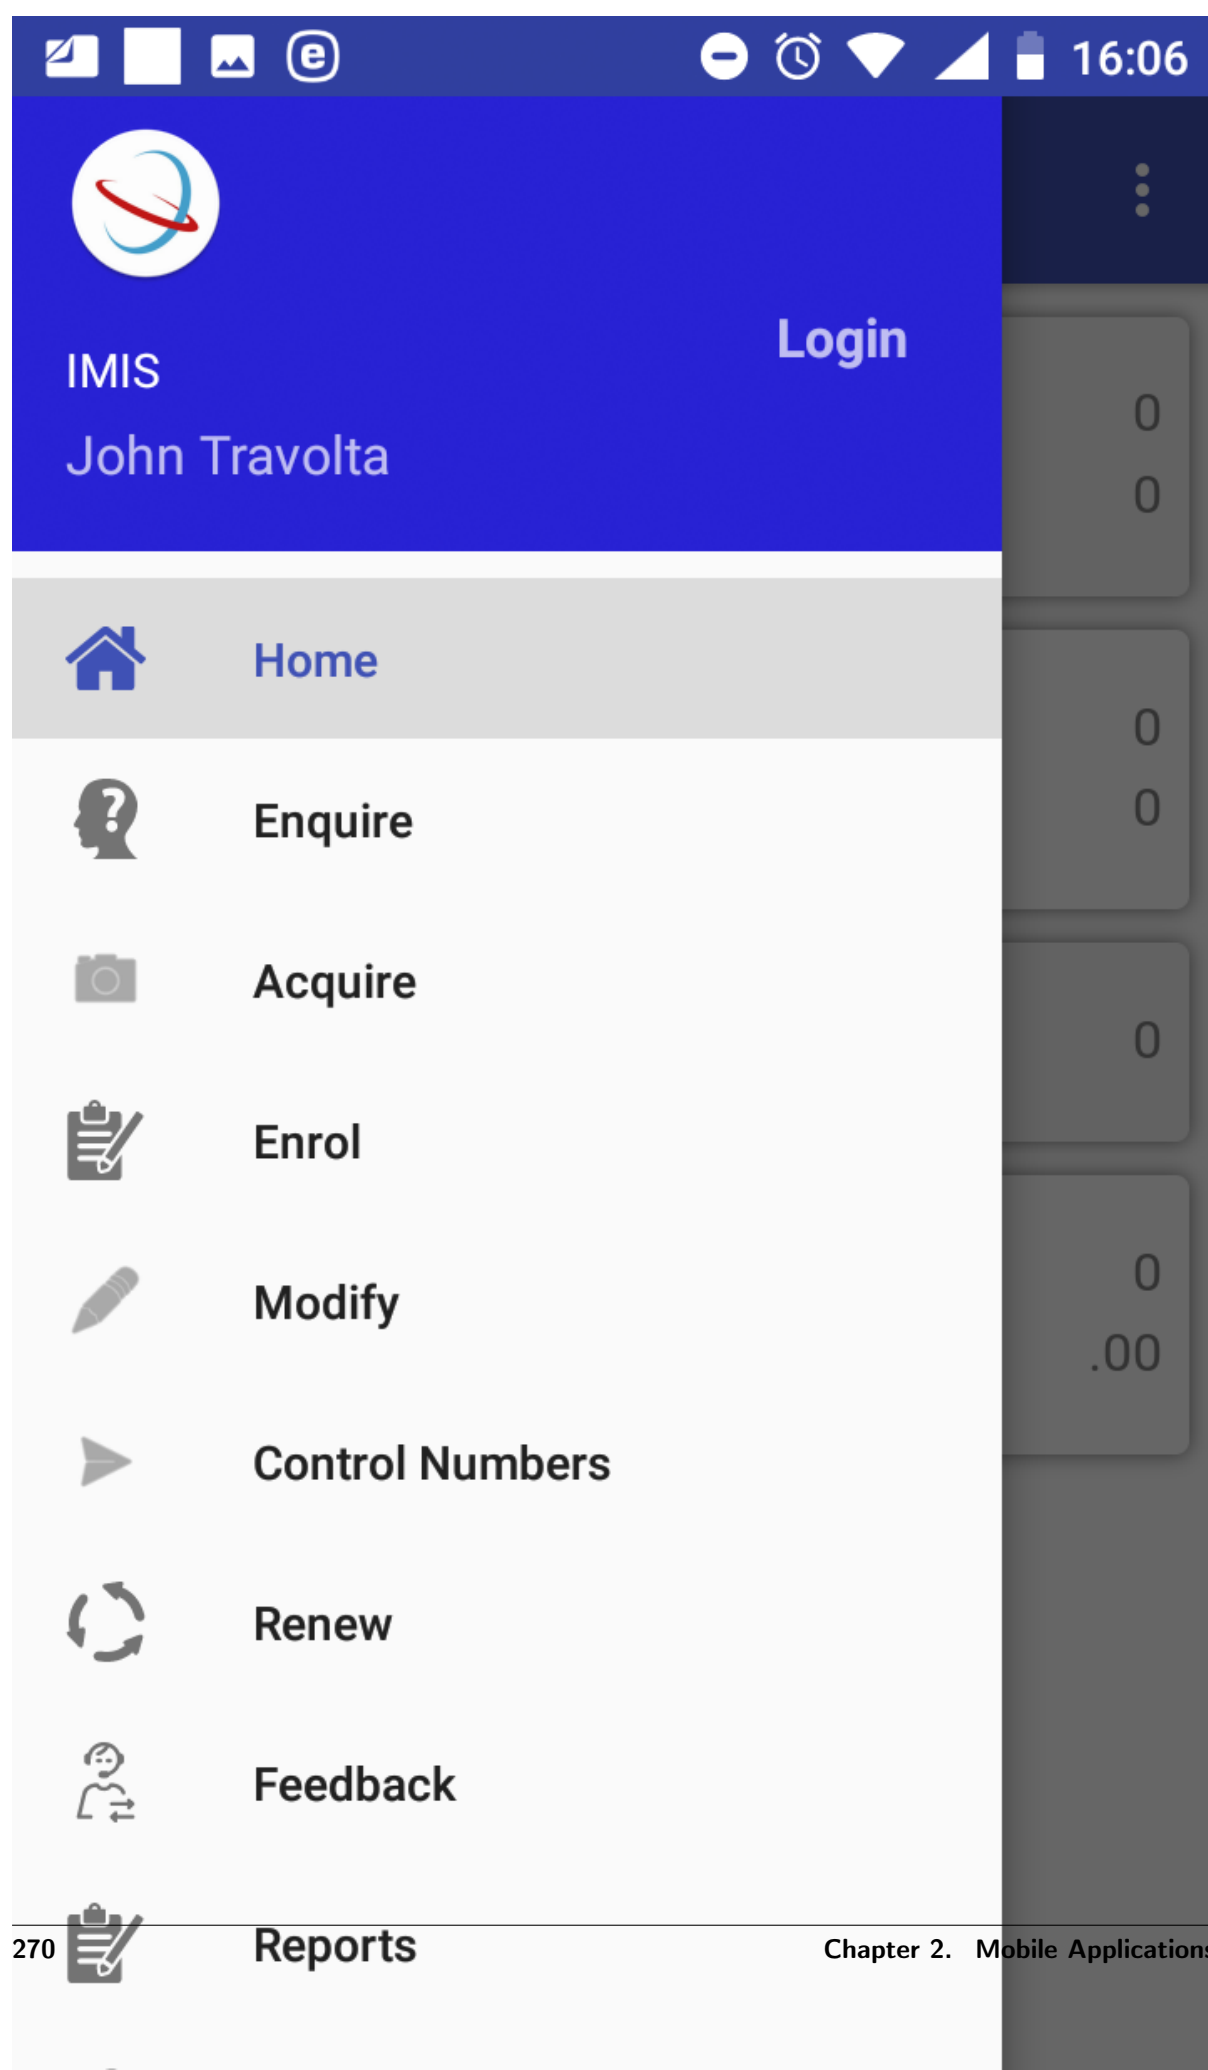 16:06
Login
IMIS
John Travolta
0
0
Home
0
0
Enquire
Acquire
0
Enrol
Modify
0
.00
Control Numbers
Renew
Feedback
Reports
270 Chapter 2. Mobile Applications